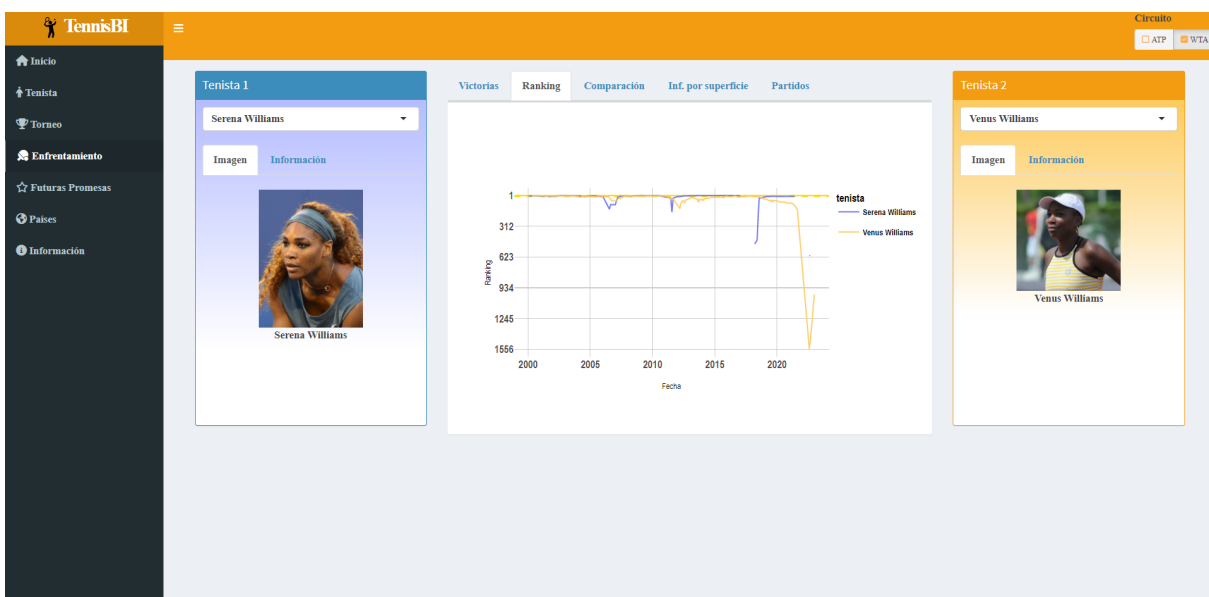 TennisBI
Circuito
ATP WTA
Inicio
Tenista
Torneo
Enfrentamiento
Futuras Promesas
Países
Información
Tenista 1
Serena Williams
Imagen Información
Serena Williams
Victorias Ranking Comparación Inf. por superficie Partidos
1
312
623
934
1245
1556
Ranking
2000 2005 2010 2015 2020
Fecha
tenista
Serena Williams
Venus Williams
Tenista 2
Venus Williams
Imagen Información
Venus Williams